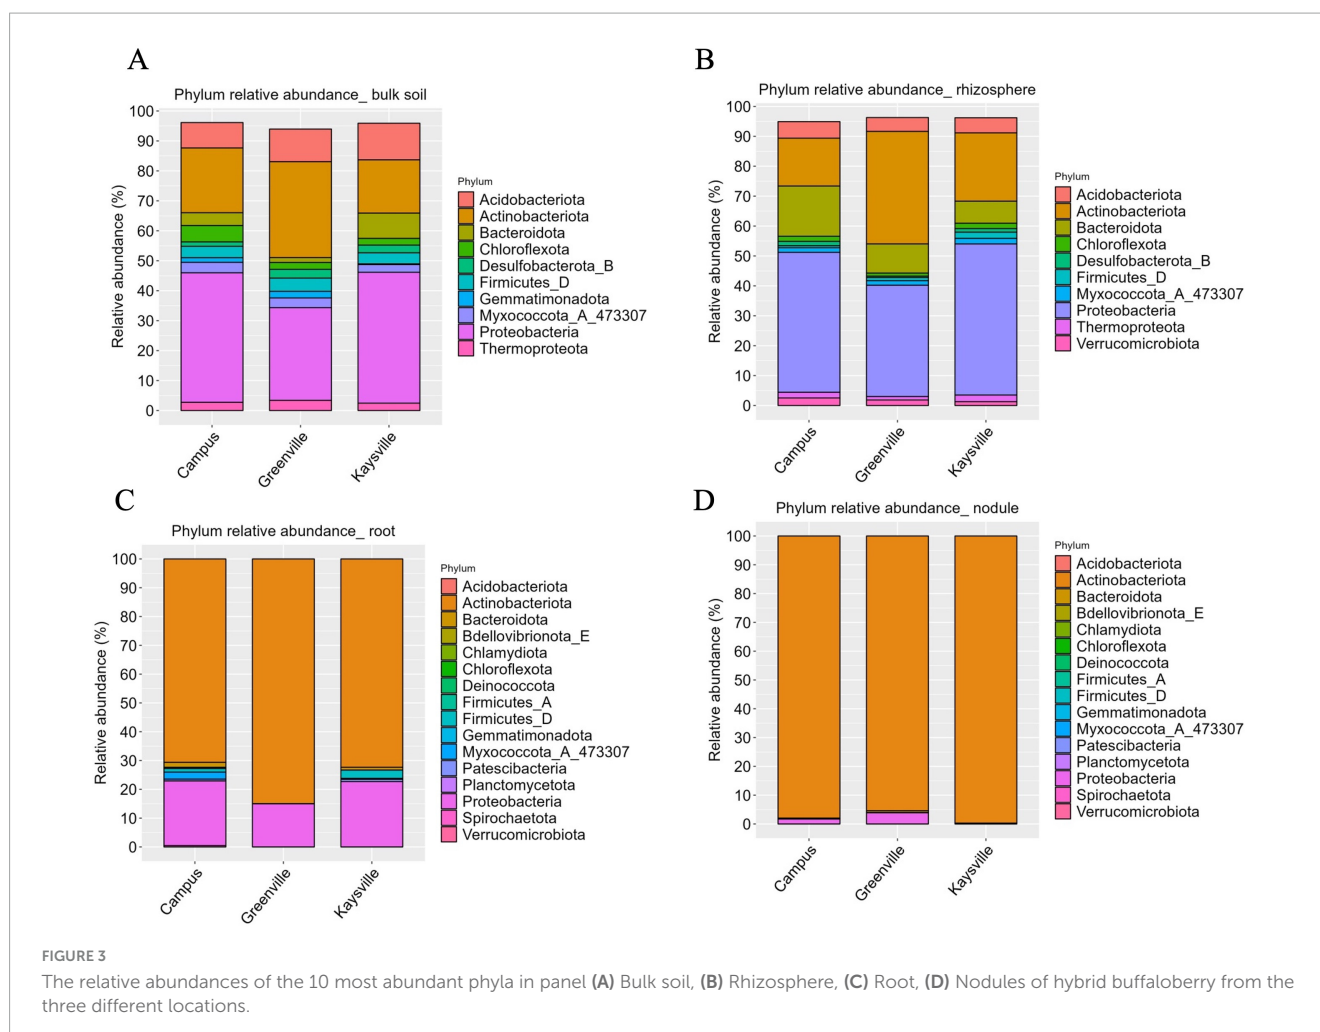 A
Phylum relative abundance_ bulk soil
Relative abundance (%)
100
90
80
70
60
50
40
30
20
10
0
Campus
Greenville
Kaysville
Phylum
Acidobacteriota
Actinobacteriota
Bacteroidota
Chloroflexota
Desulfobacterota_B
Firmicutes_D
Gemmatimonadota
Myxococcota_A_473307
Proteobacteria
Thermoproteota
B
Phylum relative abundance_ rhizosphere
Relative abundance (%)
100
90
80
70
60
50
40
30
20
10
0
Campus
Greenville
Kaysville
Phylum
Acidobacteriota
Actinobacteriota
Bacteroidota
Chloroflexota
Desulfobacterota_B
Firmicutes_D
Myxococcota_A_473307
Proteobacteria
Thermoproteota
Verrucomicrobiota
C
Phylum relative abundance_ root
Relative abundance (%)
100
90
80
70
60
50
40
30
20
10
0
Campus
Greenville
Kaysville
Phylum
Acidobacteriota
Actinobacteriota
Bacteroidota
Bdellovibrionota_E
Chlamydiota
Chloroflexota
Deinococcota
Firmicutes_A
Firmicutes_D
Gemmatimonadota
Myxococcota_A_473307
Patescibacteria
Planctomycetota
Proteobacteria
Spirochaetota
Verrucomicrobiota
D
Phylum relative abundance_ nodule
Relative abundance (%)
100
90
80
70
60
50
40
30
20
10
0
Campus
Greenville
Kaysville
Phylum
Acidobacteriota
Actinobacteriota
Bacteroidota
Bdellovibrionota_E
Chlamydiota
Chloroflexota
Deinococcota
Firmicutes_A
Firmicutes_D
Gemmatimonadota
Myxococcota_A_473307
Patescibacteria
Planctomycetota
Proteobacteria
Spirochaetota
Verrucomicrobiota
FIGURE 3
The relative abundances of the 10 most abundant phyla in panel (A) Bulk soil, (B) Rhizosphere, (C) Root, (D) Nodules of hybrid buffaloberry from the
three different locations.